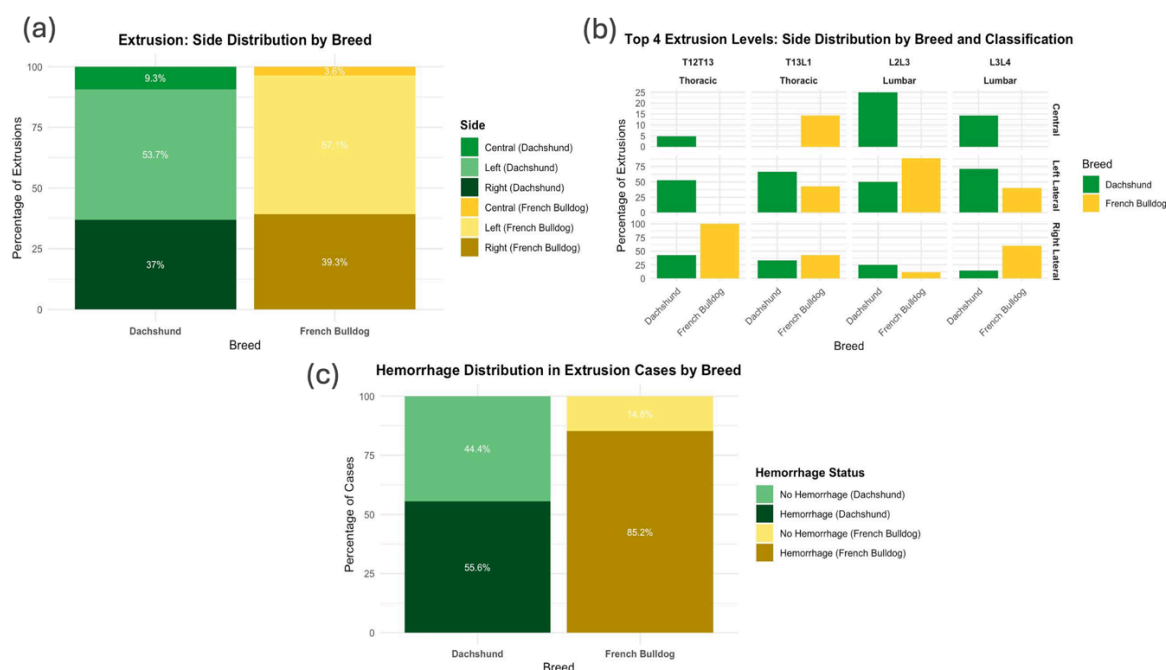 (a)
Extrusion: Side Distribution by Breed
Percentage of Extrusions
100
75
50
25
0
9.3%
53.7%
37%
3.6%
57.1%
39.3%
Dachshund
French Bulldog
Breed
Side
Central (Dachshund)
Left (Dachshund)
Right (Dachshund)
Central (French Bulldog)
Left (French Bulldog)
Right (French Bulldog)
(b)
Top 4 Extrusion Levels: Side Distribution by Breed and Classification
T12T13
T13L1
L2L3
L3L4
Thoracic
Thoracic
Lumbar
Lumbar
Percentage of Extrusions
25
20
15
10
5
0
Central
75
50
25
0
Left Lateral
100
75
50
25
0
Right Lateral
Dachshund
French Bulldog
Dachshund
French Bulldog
Dachshund
French Bulldog
Dachshund
French Bulldog
Breed
Breed
Dachshund
French Bulldog
(c)
Hemorrhage Distribution in Extrusion Cases by Breed
Percentage of Cases
100
75
50
25
0
44.4%
55.6%
14.8%
85.2%
Dachshund
French Bulldog
Breed
Hemorrhage Status
No Hemorrhage (Dachshund)
Hemorrhage (Dachshund)
No Hemorrhage (French Bulldog)
Hemorrhage (French Bulldog)